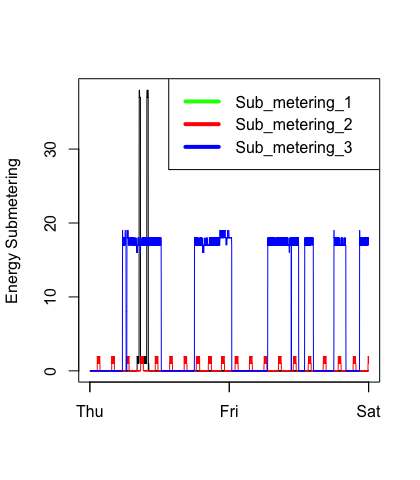 Sub_metering_1
Sub_metering_2
Sub_metering_3
Energy Submetering
30
20
10
0
Thu Fri Sat